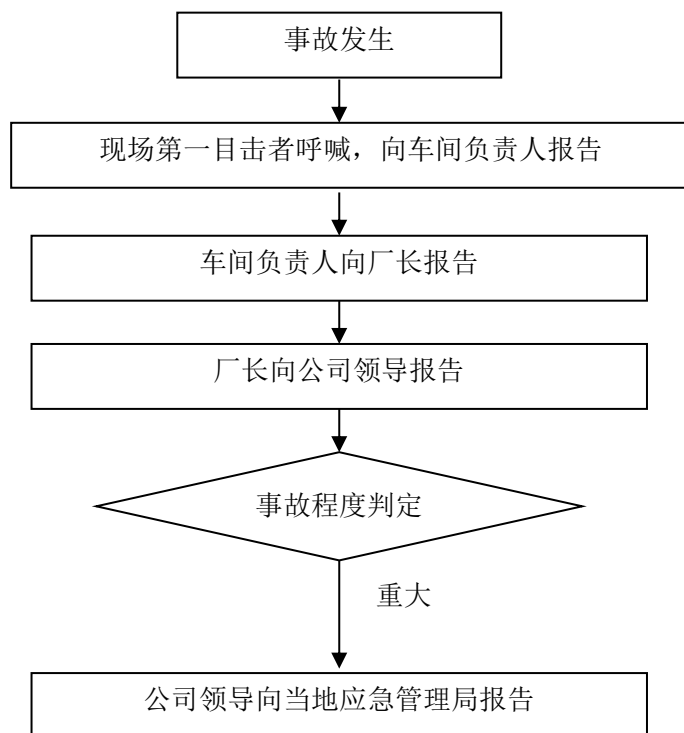 事故发生
现场第一目击者呼喊，向车间负责人报告
车间负责人向厂长报告
厂长向公司领导报告
事故程度判定
重大
公司领导向当地应急管理局报告